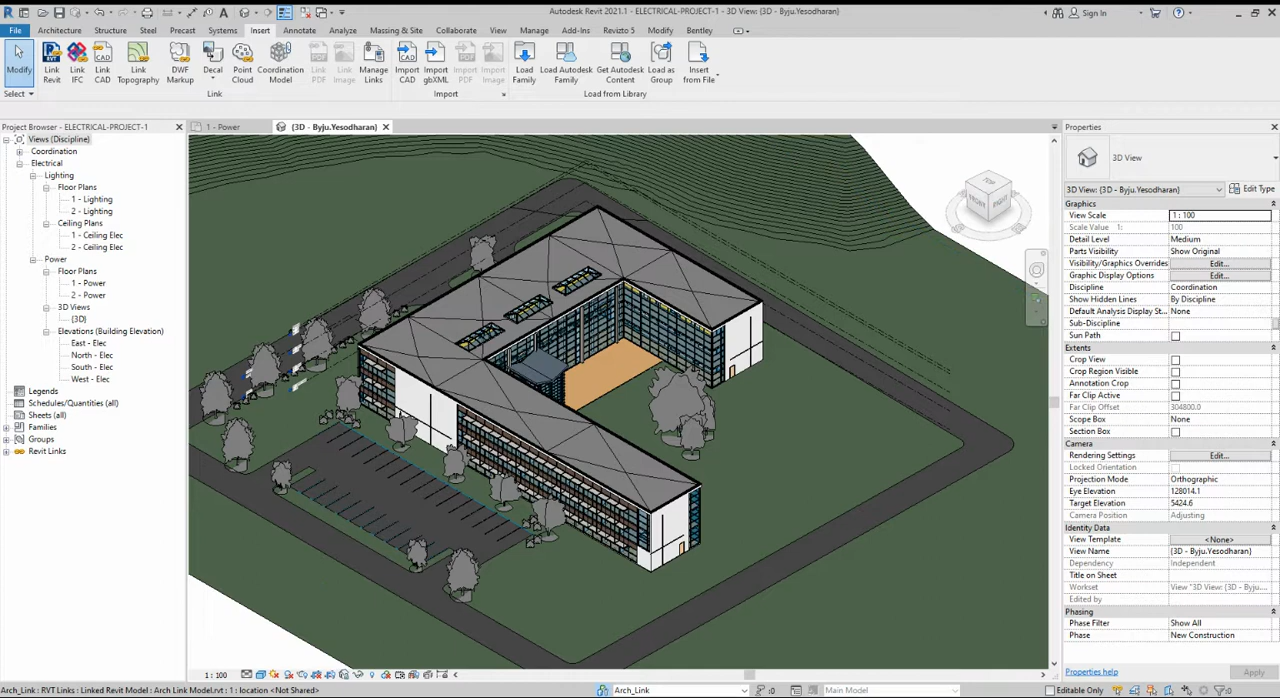 Autodesk Revit 2021.1 - ELECTRICAL-PROJECT-1 - 3D View: {3D - Byju.Yesodharan}
Sign In
File Architecture Structure Steel Precast Systems Insert Annotate Analyze Massing & Site Collaborate View Manage Add-Ins Revizto 5 Modify Bentley
Modify
Link Revit
Link IFC
Link CAD
Link Topography
DWF Markup
Decal
Point Cloud
Coordination Model
Link PDF
Link Image
Manage Links
Import CAD
Import gbXML
Import PDF
Import Image
Load Family
Load Autodesk Family
Get Autodesk Content
Load as Group
Insert from File
Select
Link
Import
Load from Library
Project Browser - ELECTRICAL-PROJECT-1
1 - Power
{3D - Byju.Yesodharan}
Properties
Views (Discipline)
Coordination
Electrical
Lighting
Floor Plans
1 - Lighting
2 - Lighting
Ceiling Plans
1 - Ceiling Elec
2 - Ceiling Elec
Power
Floor Plans
1 - Power
2 - Power
3D Views
{3D}
Elevations (Building Elevation)
East - Elec
North - Elec
South - Elec
West - Elec
Legends
Schedules/Quantities (all)
Sheets (all)
Families
Groups
Revit Links
TOP
FRONT
RIGHT
3D View
3D View: {3D - Byju.Yesodharan)
Edit Type
Graphics
View Scale 1 : 100
Scale Value 1: 100
Detail Level Medium
Parts Visibility Show Original
Visibility/Graphics Overrides Edit...
Graphic Display Options Edit...
Discipline Coordination
Show Hidden Lines By Discipline
Default Analysis Display St... None
Sub-Discipline
Sun Path
Extents
Crop View
Crop Region Visible
Annotation Crop
Far Clip Active
Far Clip Offset 304800.0
Scope Box None
Section Box
Camera
Rendering Settings Edit...
Locked Orientation
Projection Mode Orthographic
Eye Elevation 128014.1
Target Elevation 5424.6
Camera Position Adjusting
Identity Data
View Template <None>
View Name {3D - Byju.Yesodharan}
Dependency Independent
Title on Sheet
Workset View "3D View: {3D - Byju....
Edited by
Phasing
Phase Filter Show All
Phase New Construction
Properties help
Apply
1 : 100
Arch_Link : RVT Links : Linked Revit Model : Arch Link Model.rvt : 1 : location <Not Shared>
Arch_Link
:0
Main Model
Editable Only
:0